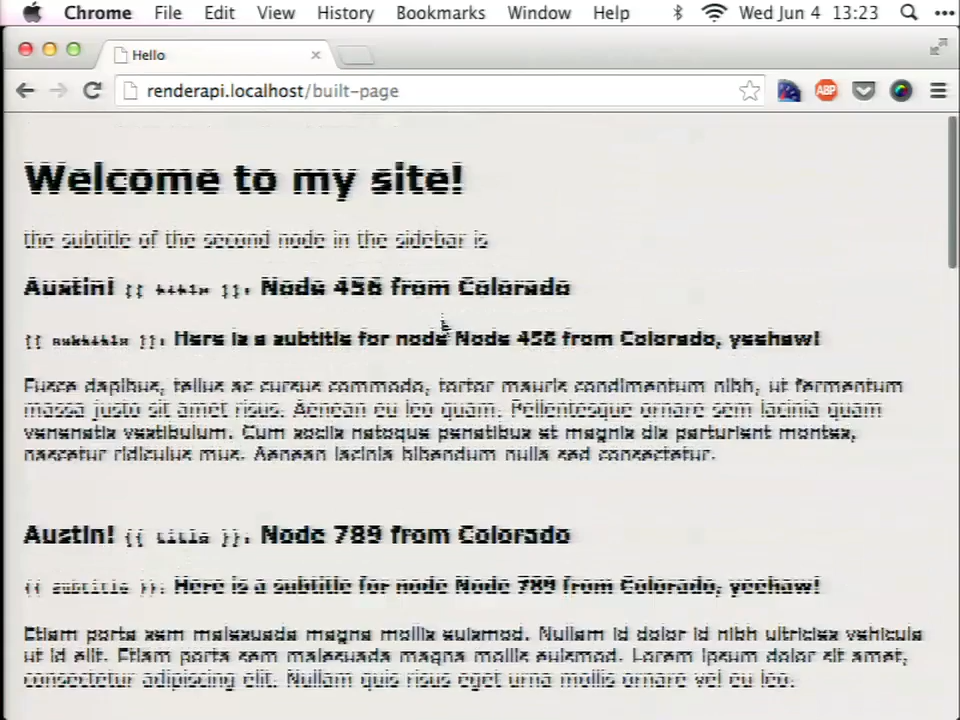 Chrome File Edit View History Bookmarks Window Help Wed Jun 4 13:23
Hello
renderapi.localhost/built-page
ABP
Welcome to my site!
the subtitle of the second node in the sidebar is
Austin! {{ title }}: Node 456 from Colorado
{{ subtitle }}: Here is a subtitle for node Node 456 from Colorado, yeehaw!
Fusce dapibus, tellus ac cursus commodo, tortor mauris condimentum nibh, ut fermentum
massa justo sit amet risus. Aenean eu leo quam. Pellentesque ornare sem lacinia quam
venenatis vestibulum. Cum sociis natoque penatibus et magnis dis parturient montes,
nascetur ridiculus mus. Aenean lacinia bibendum nulla sed consectetur.
Austin! {{ title }}: Node 789 from Colorado
{{ subtitle }}: Here is a subtitle for node Node 789 from Colorado, yeehaw!
Etiam porta sem malesuada magna mollis euismod. Nullam id dolor id nibh ultricies vehicula
ut id elit. Etiam porta sem malesuada magna mollis euismod. Lorem ipsum dolor sit amet,
consectetur adipiscing elit. Nullam quis risus eget urna mollis ornare vel eu leo.